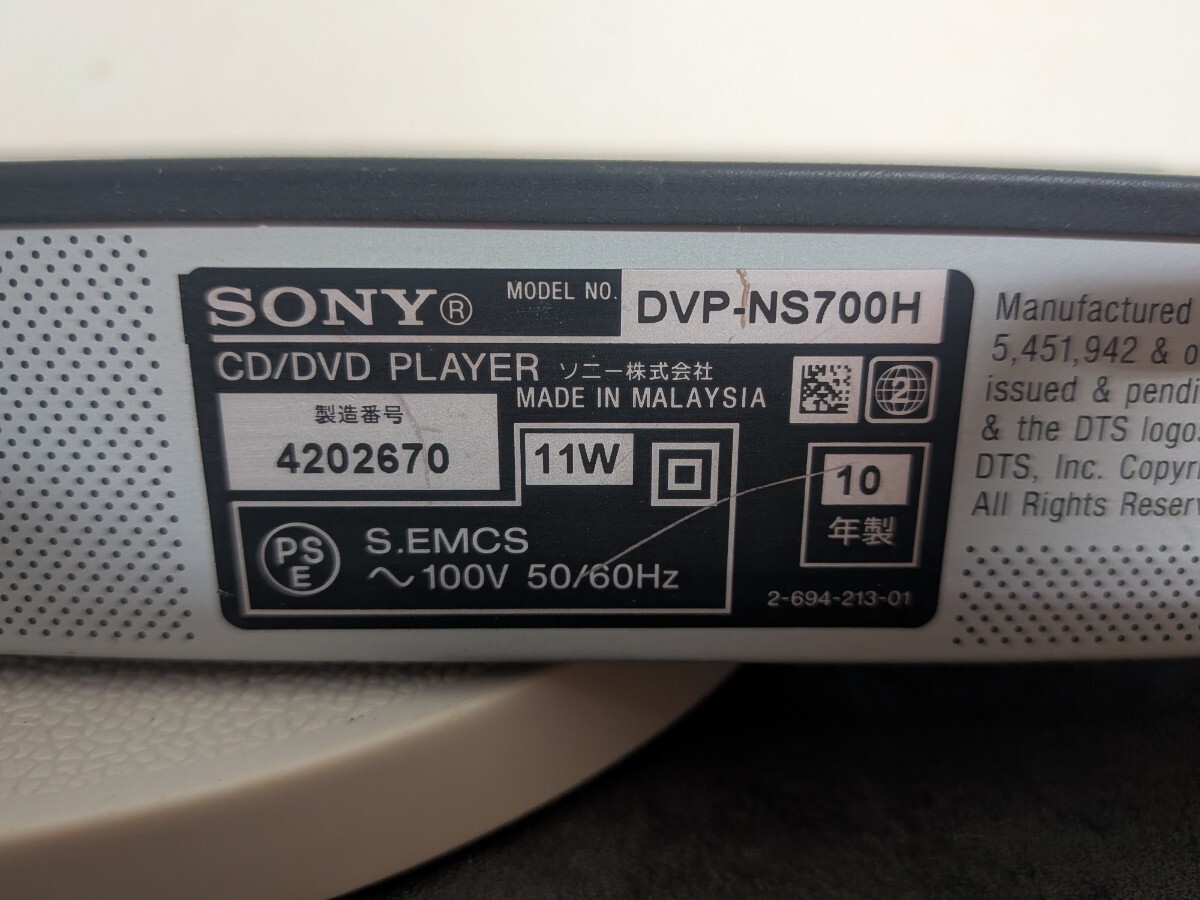 SONY® MODEL NO. DVP-NS700H
CD/DVD PLAYER ソニー株式会社
MADE IN MALAYSIA
2
製造番号
4202670
11W
10
年製
PS
E
S.EMCS
～100V 50/60Hz
2-694-213-01
Manufactured
5,451,942 & o
issued & pendi
& the DTS logos
DTS, Inc. Copyr
All Rights Reserv